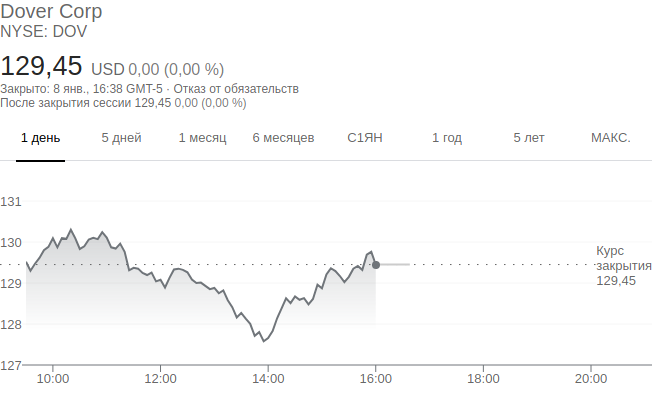 Dover Corp
NYSE: DOV
129,45 USD 0,00 (0,00 %)
Закрыто: 8 янв., 16:38 GMT-5 · Отказ от обязательств
После закрытия сессии 129,45 0,00 (0,00 %)
1 день 5 дней 1 месяц 6 месяцев С1ЯН 1 год 5 лет МАКС.
131
130
129
128
127
Курс
закрытия
129,45
10:00 12:00 14:00 16:00 18:00 20:00